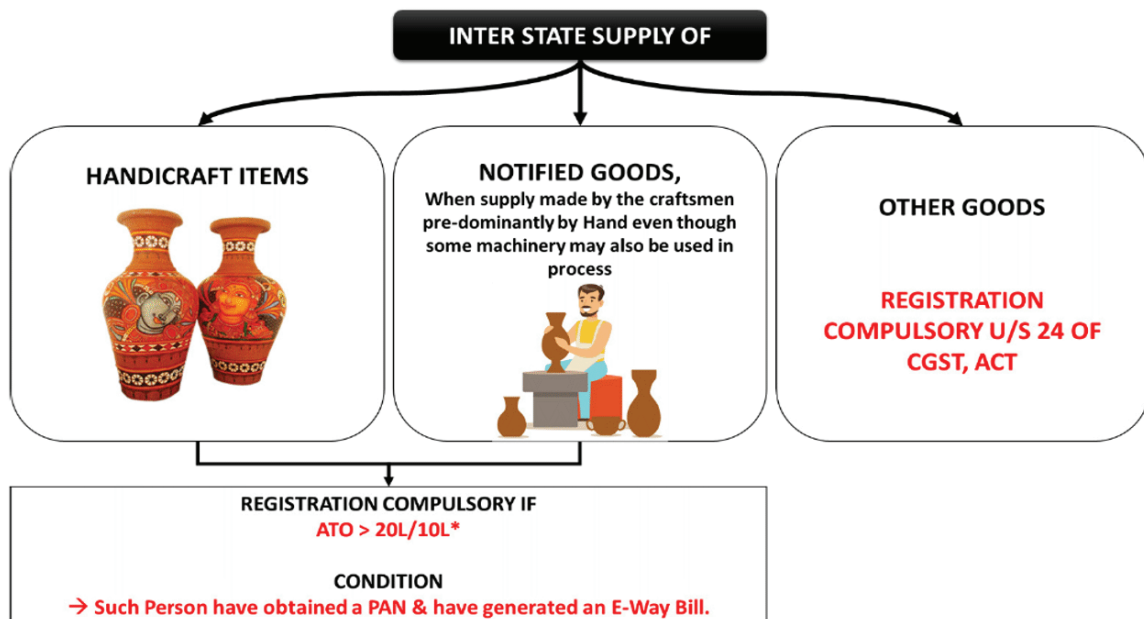 INTER STATE SUPPLY OF
HANDICRAFT ITEMS
NOTIFIED GOODS,
When supply made by the craftsmen
pre-dominantly by Hand even though
some machinery may also be used in
process
OTHER GOODS
REGISTRATION
COMPULSORY U/S 24 OF
CGST, ACT
REGISTRATION COMPULSORY IF
ATO > 20L/10L*
CONDITION
→ Such Person have obtained a PAN & have generated an E-Way Bill.